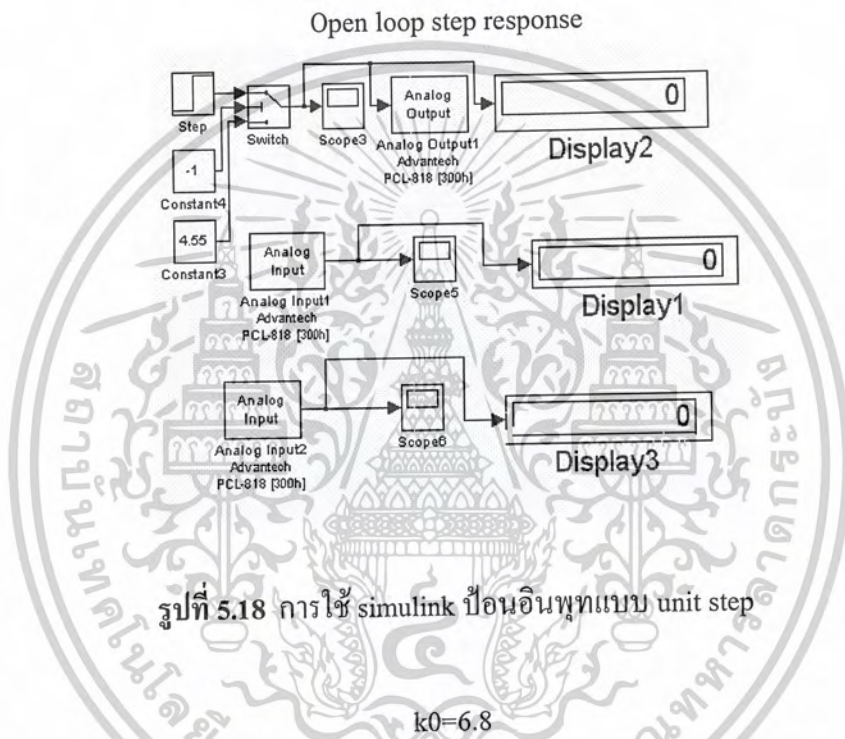 Open loop step response
Step
Switch
Scope3
Analog
Output
Analog Output1
Advantech
PCL-818 [300h]
0
Display2
-1
Constant4
4.55
Constant3
Analog
Input
Analog Input1
Advantech
PCL-818 [300h]
Scope5
0
Display1
Analog
Input
Analog Input2
Advantech
PCL-818 [300h]
Scope6
0
Display3
รูปที่ 5.18 การใช้ simulink ป้อนอินพุทแบบ unit step
k0=6.8